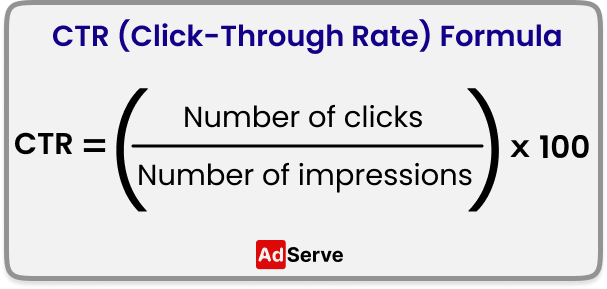 CTR (Click-Through Rate) Formula
Number of clicks
CTR = ( ) x 100
Number of impressions
AdServe